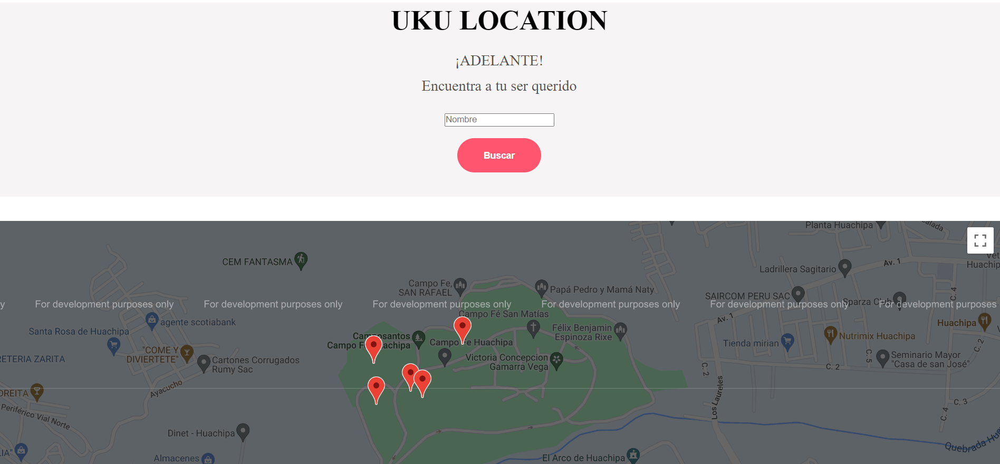 UKU LOCATION
¡ADELANTE!
Encuentra a tu ser querido
Nombre
Buscar
Planta Huachipa
CEM FANTASMA
Av. 1
Huachip
Ladrillera Sagitario
Campo Fe,
SAN RAFAEL
Papá Pedro y Mamá Naty
SAIRCOM PERU SAC
Sparza Club
C. 4
y
For development purposes only
For development purposes only
For development purposes only
For development purposes only
For development purposes only
For development purposes
Campo Fé San Matías
Av. 1
agente scotiabank
Huachipa
Santa Rosa de Huachipa
Félix Benjamin
Espinoza Rixe
Camposantos
Campo Fe Huachipa
Nutrimix Huachipa
Tienda mirian
"COME Y
DIVIERTETE"
RETERIA ZARITA
Cartones Corrugados
Rumy Sac
Victoria Concepcion
Gamarra Vega
C. 2
C. 5
C. 2
C. 2
Seminario Mayor
"Casa de san José"
Ayacucho
OREITA
Los Laureles
C. 3
C. 4
Periférico Vial Norte
Dinet - Huachipa
Quebrada Hu
IA"
Almacenes
El Arco de Huachipa